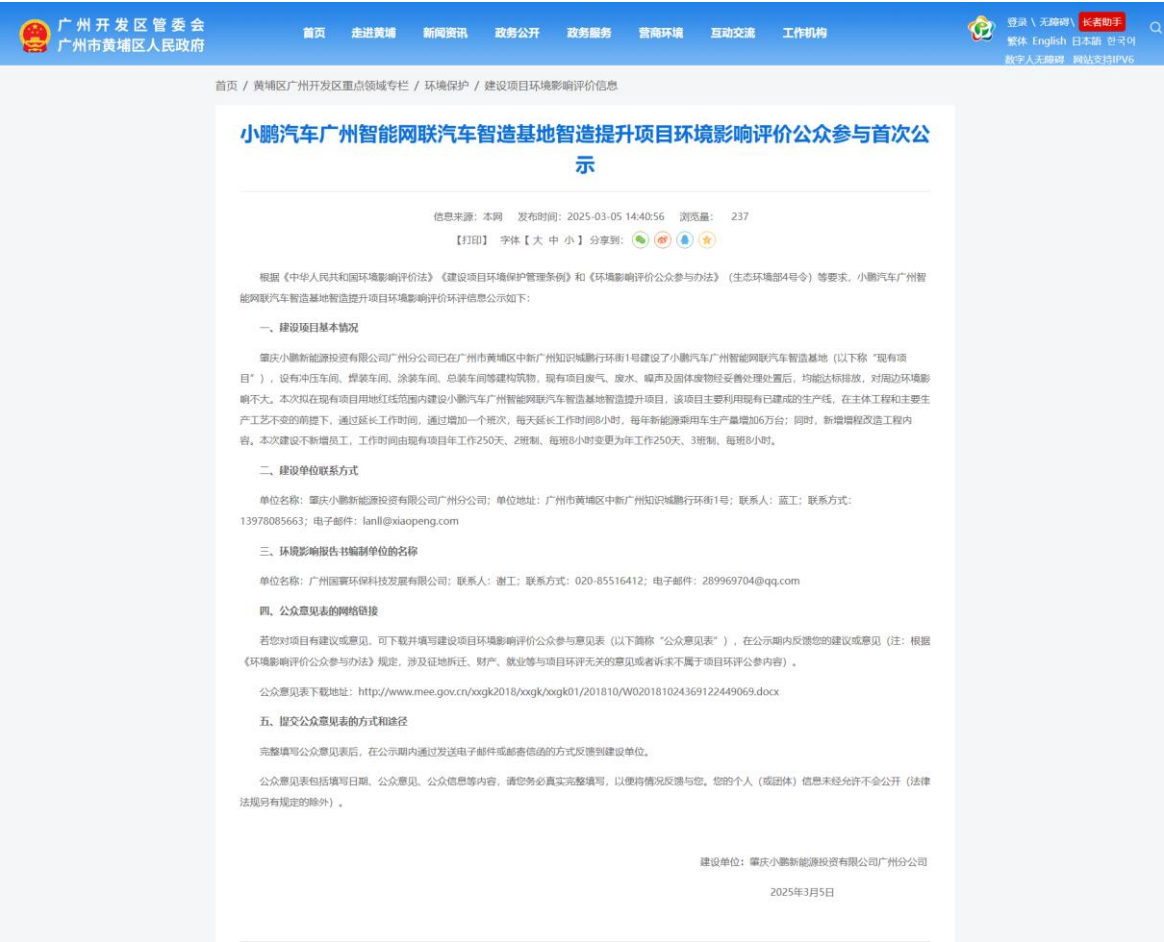 广州开发区管委会
广州市黄埔区人民政府
首页 走进黄埔 新闻资讯 政务公开 政务服务 营商环境 互动交流 工作机构
登录 \ 无障碍 \ 长者助手
繁体 English 日本語 한국어
数字人无障碍 网站支持IPV6
首页 / 黄埔区广州开发区重点领域专栏 / 环境保护 / 建设项目环境影响评价信息
小鹏汽车广州智能网联汽车智造基地智造提升项目环境影响评价公众参与首次公
示
信息来源：本网 发布时间：2025-03-05 14:40:56 浏览量： 237
【打印】 字体【 大 中 小 】 分享到：
根据《中华人民共和国环境影响评价法》《建设项目环境保护管理条例》和《环境影响评价公众参与办法》（生态环境部4号令）等要求，小鹏汽车广州智
能网联汽车智造基地智造提升项目环境影响评价环评信息公示如下：
一、建设项目基本情况
肇庆小鹏新能源投资有限公司广州分公司已在广州市黄埔区中新广州知识城鹏行环街1号建设了小鹏汽车广州智能网联汽车智造基地（以下称“现有项
目”），设有冲压车间、焊装车间、涂装车间、总装车间等建构筑物，现有项目废气、废水、噪声及固体废物经妥善处理处置后，均能达标排放，对周边环境影
响不大。本次拟在现有项目用地红线范围内建设小鹏汽车广州智能网联汽车智造基地智造提升项目，该项目主要利用现有已建成的生产线，在主体工程和主要生
产工艺不变的前提下，通过延长工作时间，通过增加一个班次，每天延长工作时间8小时，每年新能源乘用车生产量增加6万台；同时，新增增程改造工程内
容。本次建设不新增员工，工作时间由现有项目年工作250天、2班制、每班8小时变更为年工作250天、3班制、每班8小时。
二、建设单位联系方式
单位名称：肇庆小鹏新能源投资有限公司广州分公司；单位地址：广州市黄埔区中新广州知识城鹏行环街1号；联系人：蓝工；联系方式：
13978085663；电子邮件：lanll@xiaopeng.com
三、环境影响报告书编制单位的名称
单位名称：广州国寰环保科技发展有限公司；联系人：谢工；联系方式：020-85516412；电子邮件：289969704@qq.com
四、公众意见表的网络链接
若您对项目有建议或意见，可下载并填写建设项目环境影响评价公众参与意见表（以下简称“公众意见表”），在公示期内反馈您的建议或意见（注：根据
《环境影响评价公众参与办法》规定，涉及征地拆迁、财产、就业等与项目环评无关的意见或者诉求不属于项目环评公参内容）。
公众意见表下载地址：http://www.mee.gov.cn/xxgk2018/xxgk/xxgk01/201810/W020181024369122449069.docx
五、提交公众意见表的方式和途径
完整填写公众意见表后，在公示期内通过发送电子邮件或邮寄信函的方式反馈到建设单位。
公众意见表包括填写日期、公众意见、公众信息等内容，请您务必真实完整填写，以便将情况反馈与您。您的个人（或团体）信息未经允许不会公开（法律
法规另有规定的除外）。
建设单位：肇庆小鹏新能源投资有限公司广州分公司
2025年3月5日